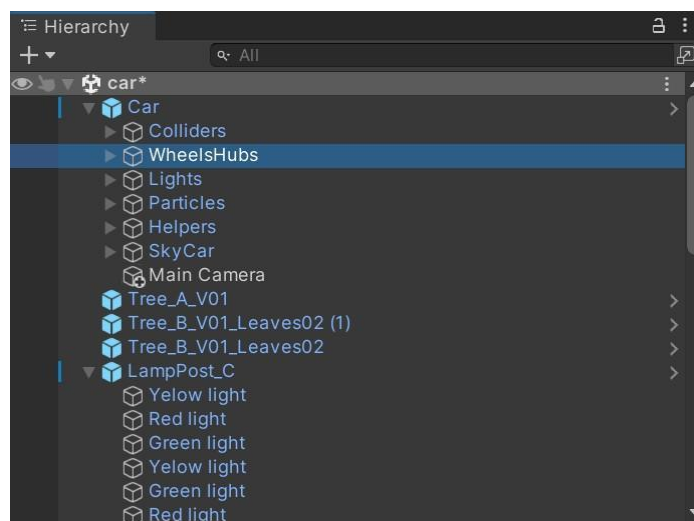 Hierarchy
All
car*
Car
Colliders
WheelsHubs
Lights
Particles
Helpers
SkyCar
Main Camera
Tree_A_V01
Tree_B_V01_Leaves02 (1)
Tree_B_V01_Leaves02
LampPost_C
Yelow light
Red light
Green light
Yelow light
Green light
Red light